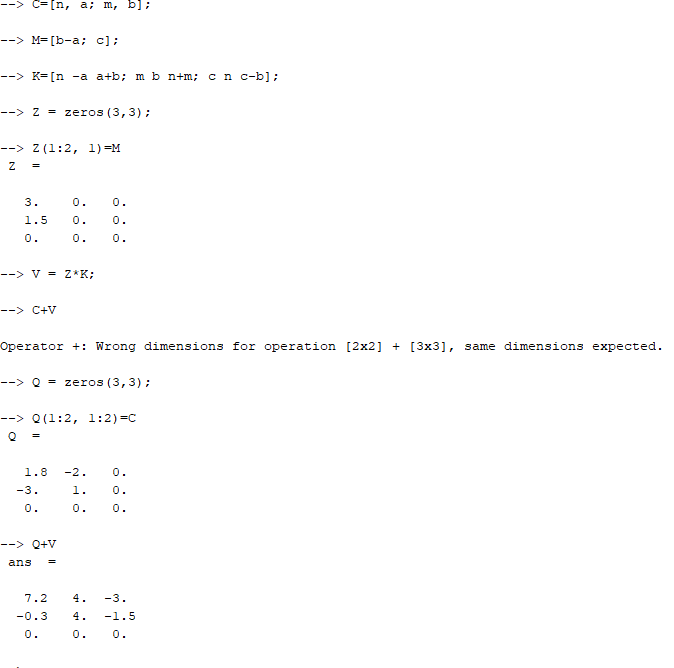 --> C=[n, a; m, b];
--> M=[b-a; c];
--> K=[n -a a+b; m b n+m; c n c-b];
--> Z = zeros(3,3);
--> Z(1:2, 1)=M
Z  =
3.   0.   0.
1.5  0.   0.
0.   0.   0.
--> V = Z*K;
--> C+V
Operator +: Wrong dimensions for operation [2x2] + [3x3], same dimensions expected.
--> Q = zeros(3,3);
--> Q(1:2, 1:2)=C
Q  =
1.8  -2.   0.
-3.   1.   0.
0.   0.   0.
--> Q+V
ans  =
7.2   4.  -3.
-0.3  4.  -1.5
0.   0.   0.